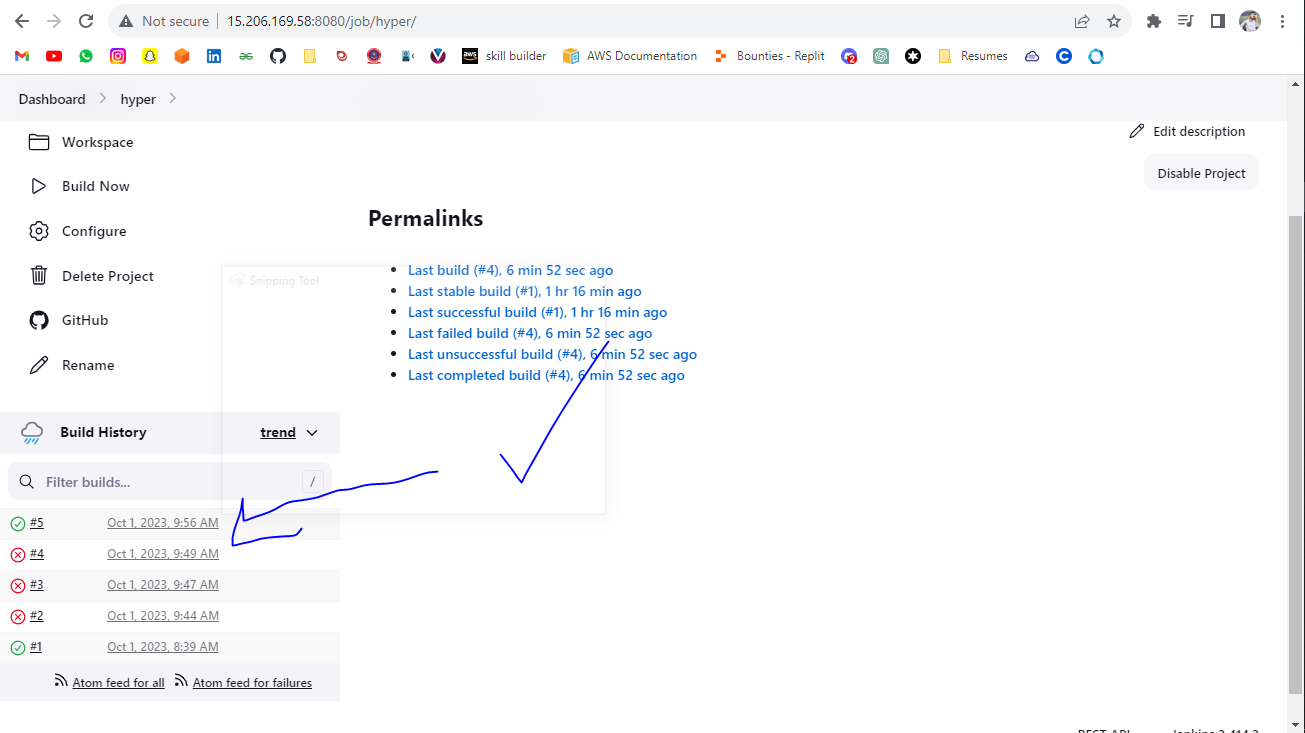 Not secure
15.206.169.58:8080/job/hyper/
skill builder
AWS Documentation
Bounties - Replit
Resumes
Dashboard
hyper
Edit description
Workspace
Disable Project
Build Now
Permalinks
Configure
Last build (#4), 6 min 52 sec ago
Delete Project
Snipping Tool
Last stable build (#1), 1 hr 16 min ago
Last successful build (#1), 1 hr 16 min ago
GitHub
Last failed build (#4), 6 min 52 sec ago
Last unsuccessful build (#4), 6 min 52 sec ago
Rename
Last completed build (#4), 6 min 52 sec ago
Build History
trend
Filter builds...
/
#5 Oct 1, 2023, 9:56 AM
#4 Oct 1, 2023, 9:49 AM
#3 Oct 1, 2023, 9:47 AM
#2 Oct 1, 2023, 9:44 AM
#1 Oct 1, 2023, 8:39 AM
Atom feed for all
Atom feed for failures
REST API
Jenkins 2.414.2